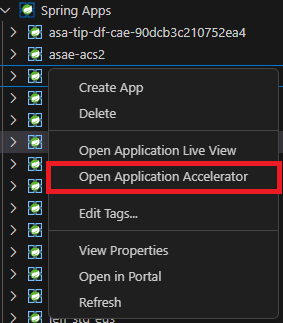 Spring Apps
asa-tip-df-cae-90dcb3c210752ea4
asae-acs2
Create App
Delete
Open Application Live View
Open Application Accelerator
Edit Tags...
View Properties
Open in Portal
Refresh